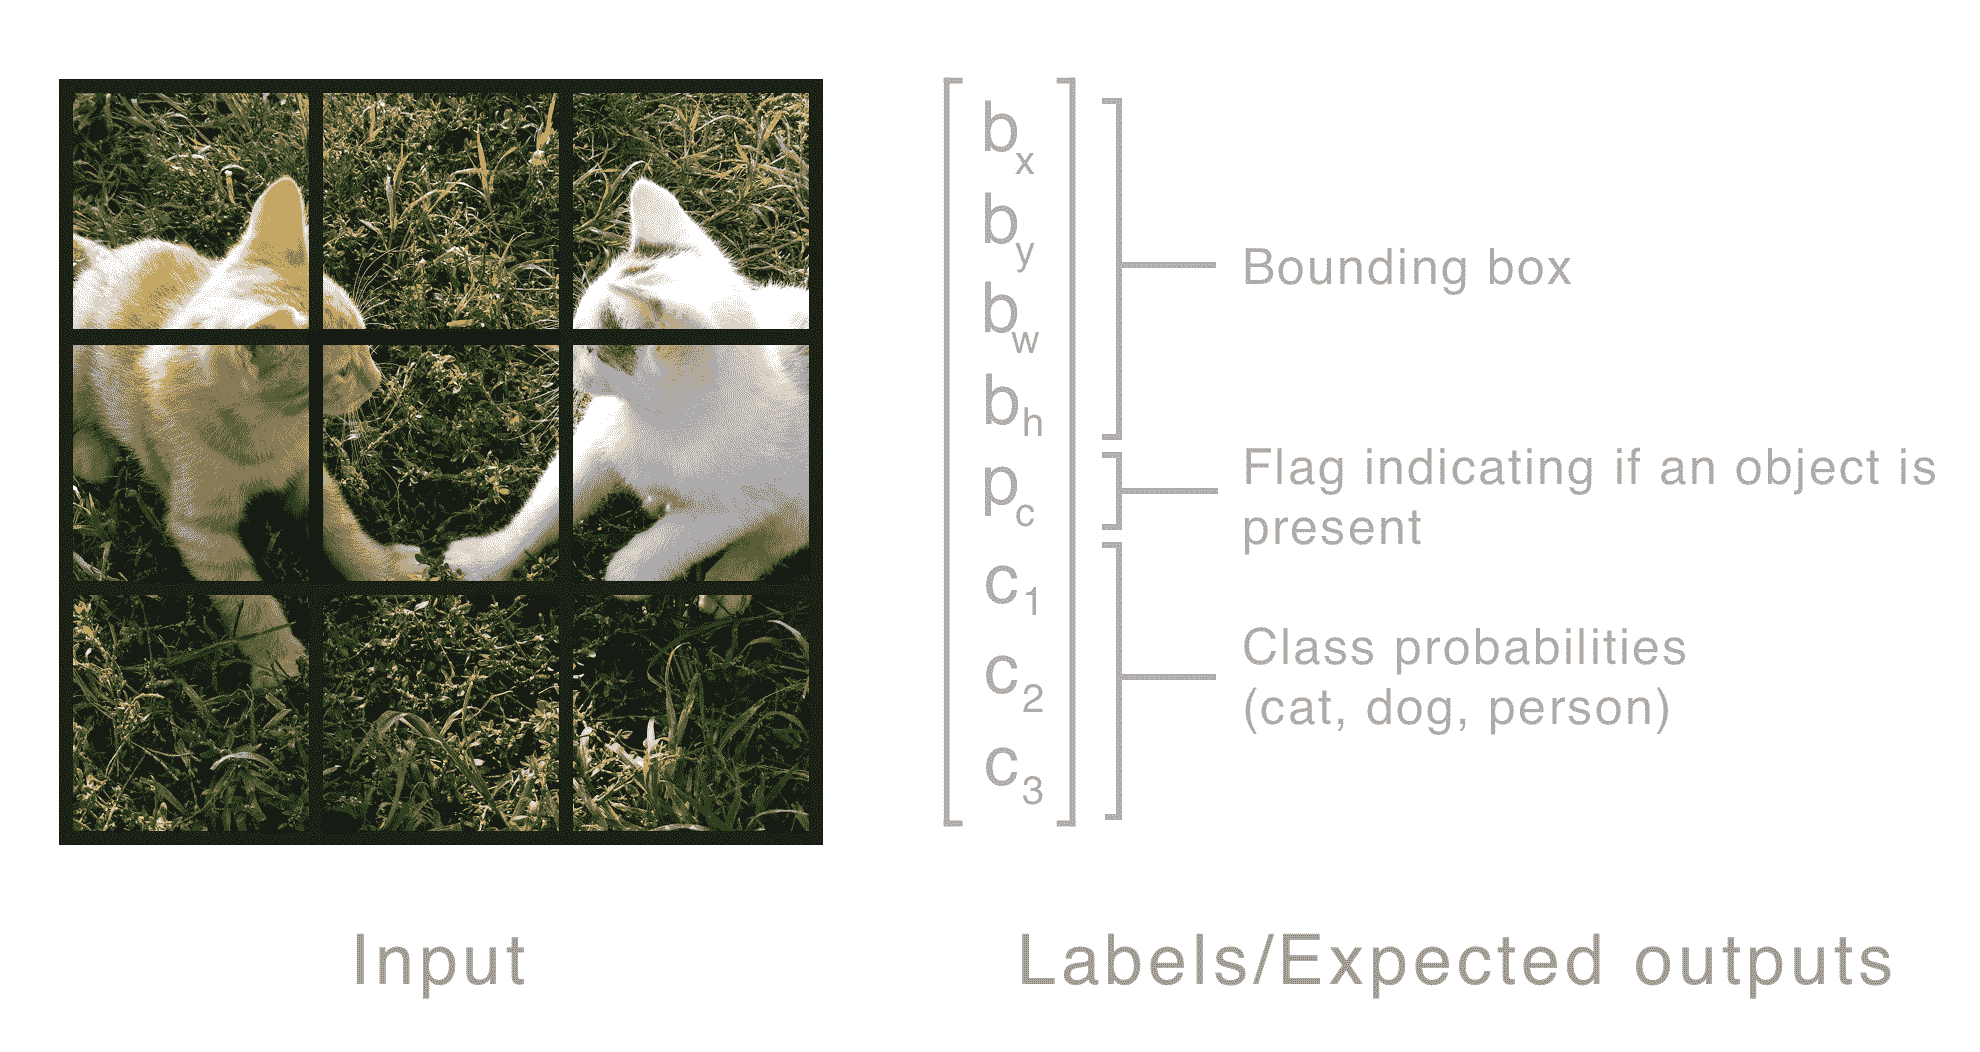 b_x
b_y
b_w
b_h
p_c
c_1
c_2
c_3
Bounding box
Flag indicating if an object is
present
Class probabilities
(cat, dog, person)
Input
Labels/Expected outputs